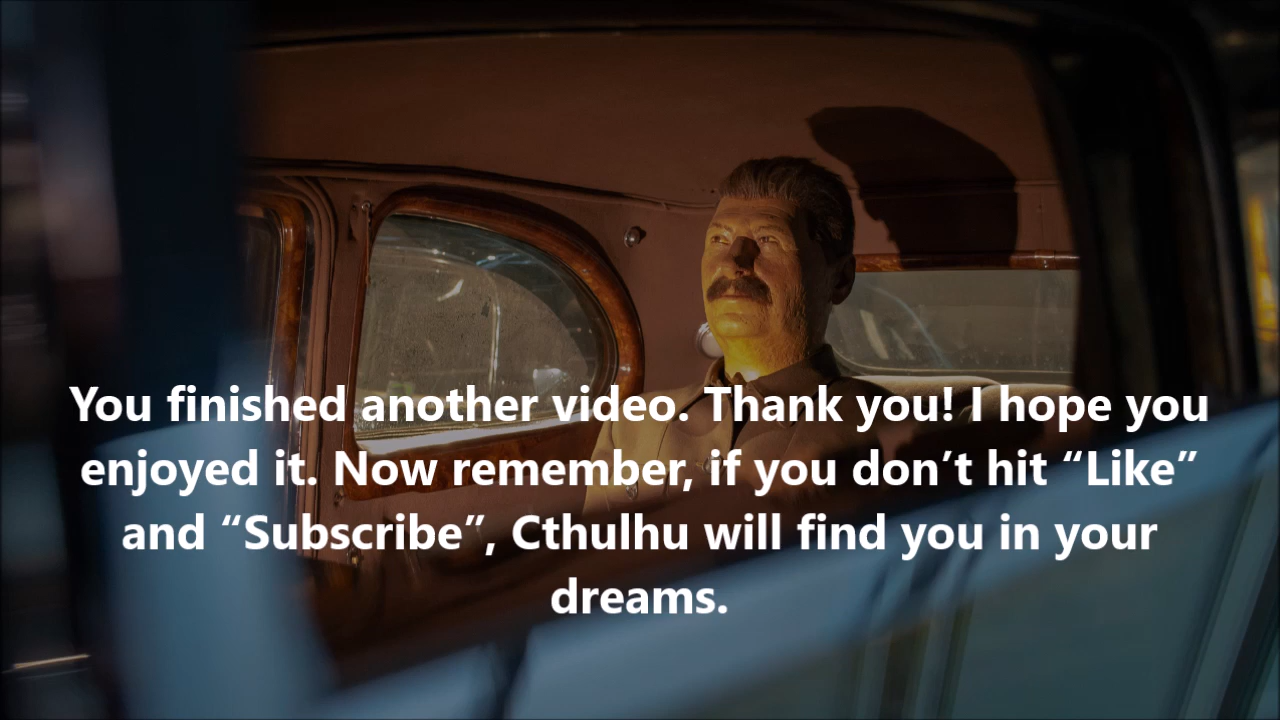 You finished another video. Thank you! I hope you
enjoyed it. Now remember, if you don’t hit “Like”
and “Subscribe”, Cthulhu will find you in your
dreams.